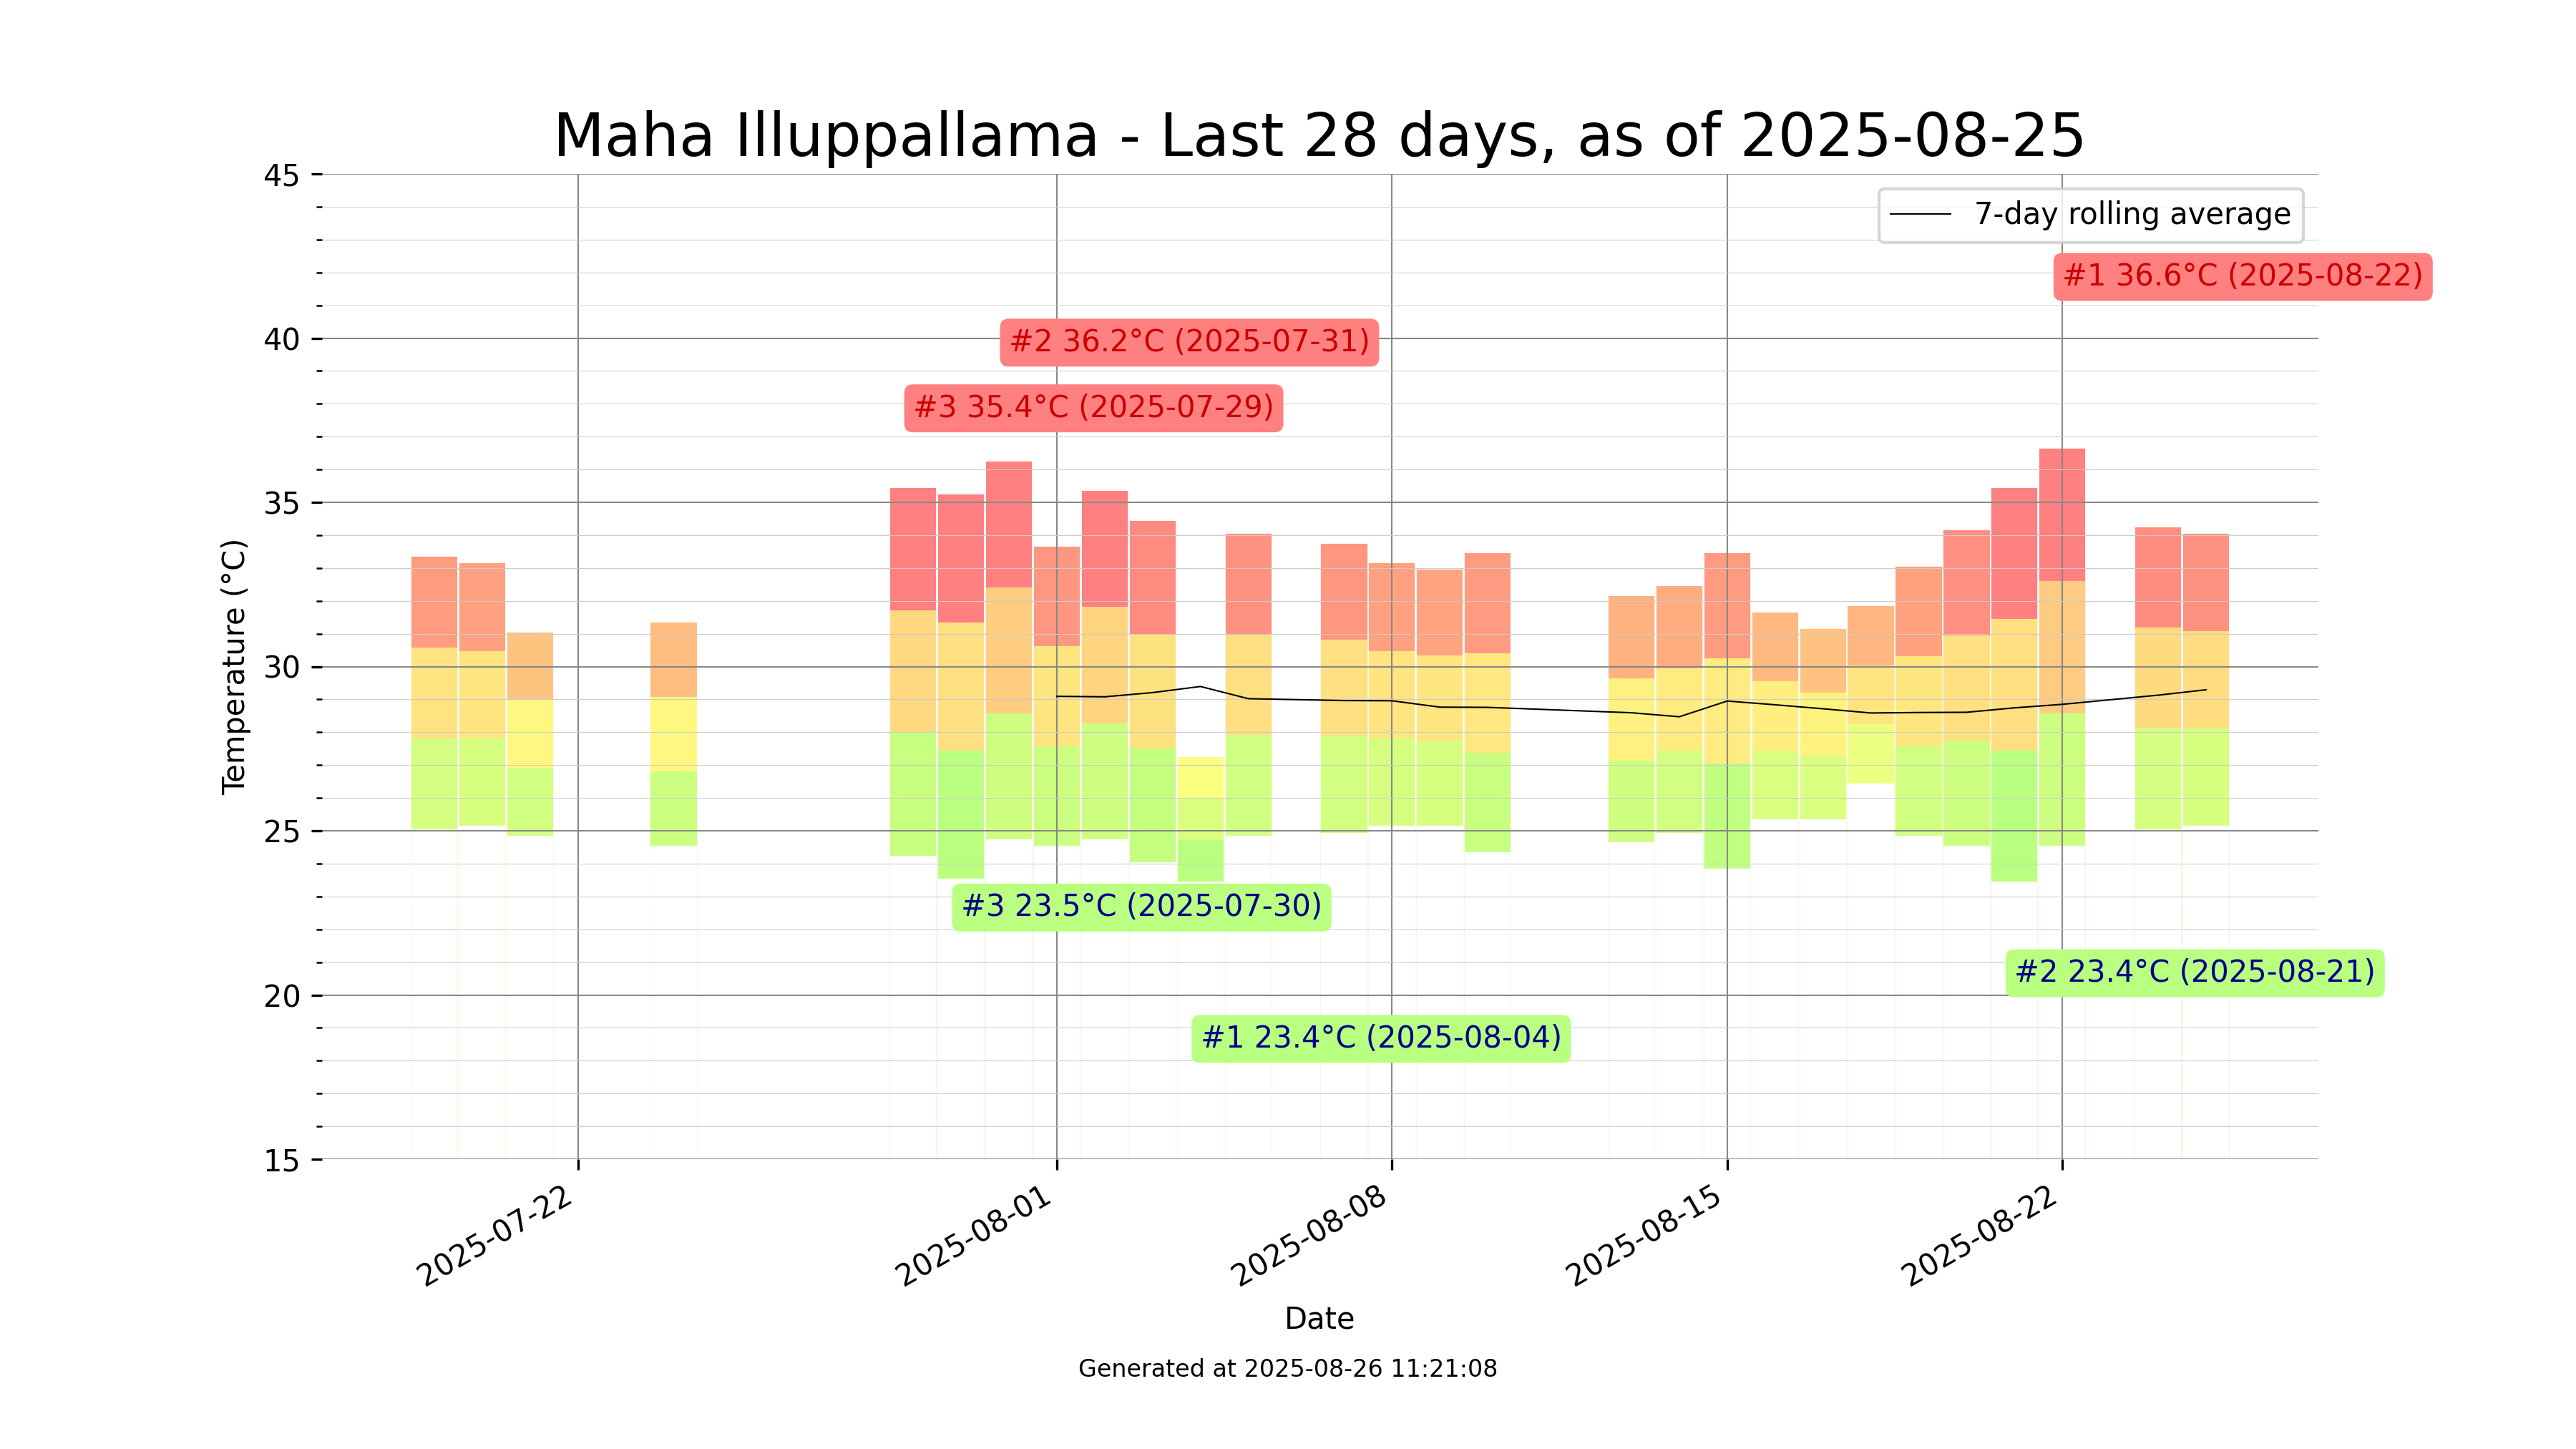 Maha Illuppallama - Last 28 days, as of 2025-08-25
45
40
35
30
25
20
15
Temperature (°C)
7-day rolling average
#1 36.6°C (2025-08-22)
#2 36.2°C (2025-07-31)
#3 35.4°C (2025-07-29)
#3 23.5°C (2025-07-30)
#2 23.4°C (2025-08-21)
#1 23.4°C (2025-08-04)
2025-07-22
2025-08-01
2025-08-08
2025-08-15
2025-08-22
Date
Generated at 2025-08-26 11:21:08